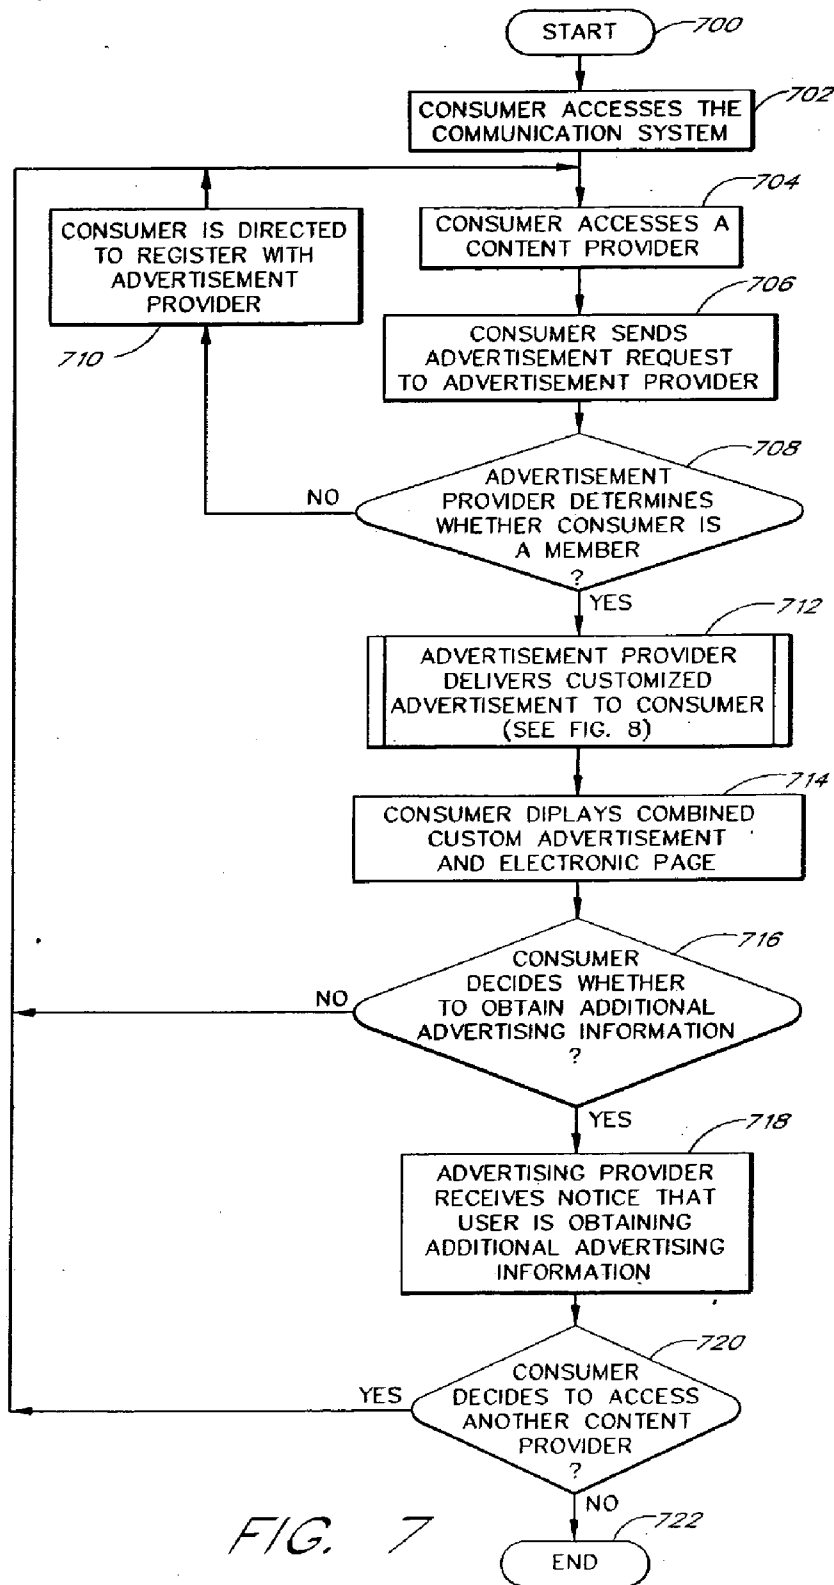 START
700
CONSUMER ACCESSES THE
COMMUNICATION SYSTEM
702
CONSUMER ACCESSES A
CONTENT PROVIDER
704
CONSUMER IS DIRECTED
TO REGISTER WITH
ADVERTISEMENT
PROVIDER
710
CONSUMER SENDS
ADVERTISEMENT REQUEST
TO ADVERTISEMENT PROVIDER
706
ADVERTISEMENT
PROVIDER DETERMINES
WHETHER CONSUMER IS
A MEMBER
?
708
NO
YES
ADVERTISEMENT PROVIDER
DELIVERS CUSTOMIZED
ADVERTISEMENT TO CONSUMER
(SEE FIG. 8)
712
CONSUMER DIPLAYS COMBINED
CUSTOM ADVERTISEMENT
AND ELECTRONIC PAGE
714
CONSUMER
DECIDES WHETHER
TO OBTAIN ADDITIONAL
ADVERTISING INFORMATION
?
716
NO
YES
ADVERTISING PROVIDER
RECEIVES NOTICE THAT
USER IS OBTAINING
ADDITIONAL ADVERTISING
INFORMATION
718
CONSUMER
DECIDES TO ACCESS
ANOTHER CONTENT
PROVIDER
?
720
YES
NO
END
722
FIG. 7